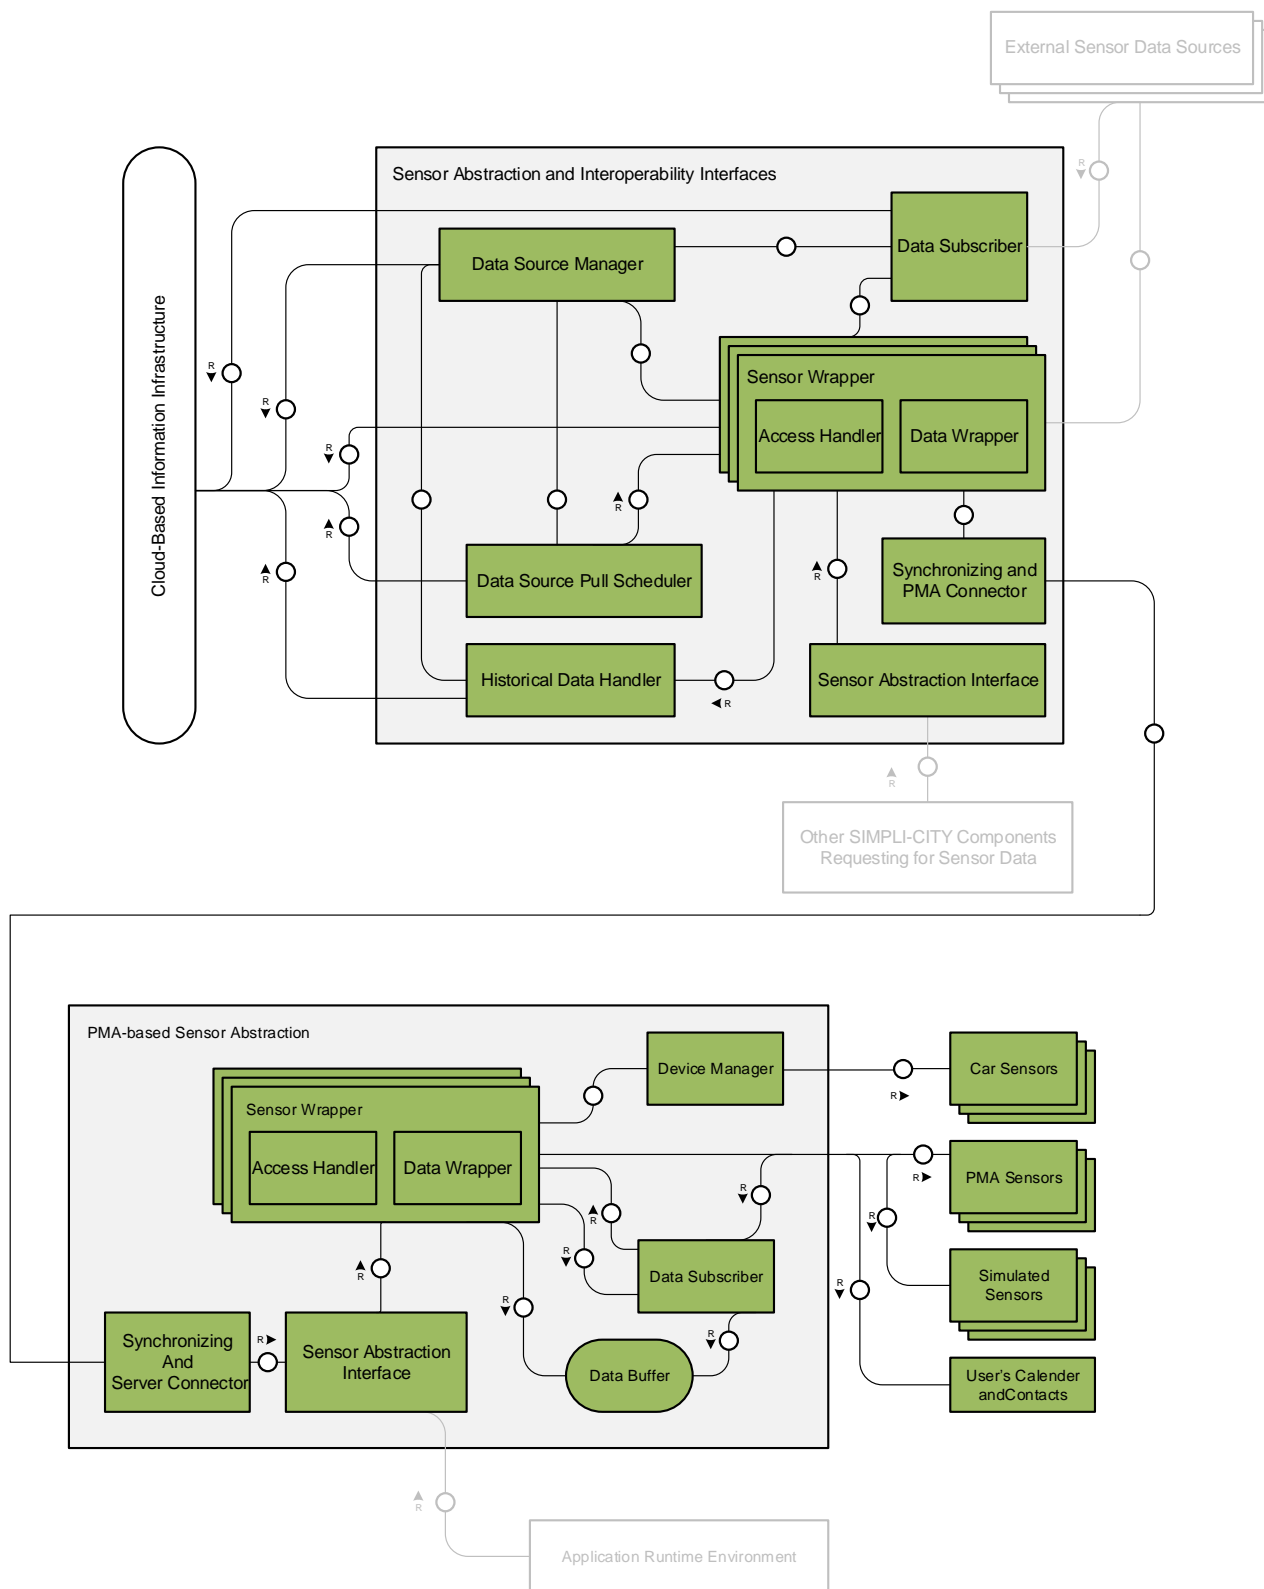 External Sensor Data Sources
Sensor Abstraction and Interoperability Interfaces
R
Data Subscriber
Data Source Manager
Cloud-Based Information Infrastructure
R
R
Sensor Wrapper
Access Handler
Data Wrapper
R
R
R
R
Data Source Pull Scheduler
Synchronizing and
PMA Connector
R
Historical Data Handler
R
Sensor Abstraction Interface
R
Other SIMPLI-CITY Components
Requesting for Sensor Data
PMA-based Sensor Abstraction
Device Manager
Car Sensors
R
Sensor Wrapper
Access Handler
Data Wrapper
R
PMA Sensors
R
R
R
R
R
Data Subscriber
Simulated
Sensors
R
R
R
Synchronizing
And
Server Connector
R
Sensor Abstraction
Interface
Data Buffer
User's Calender
andContacts
R
Application Runtime Environment